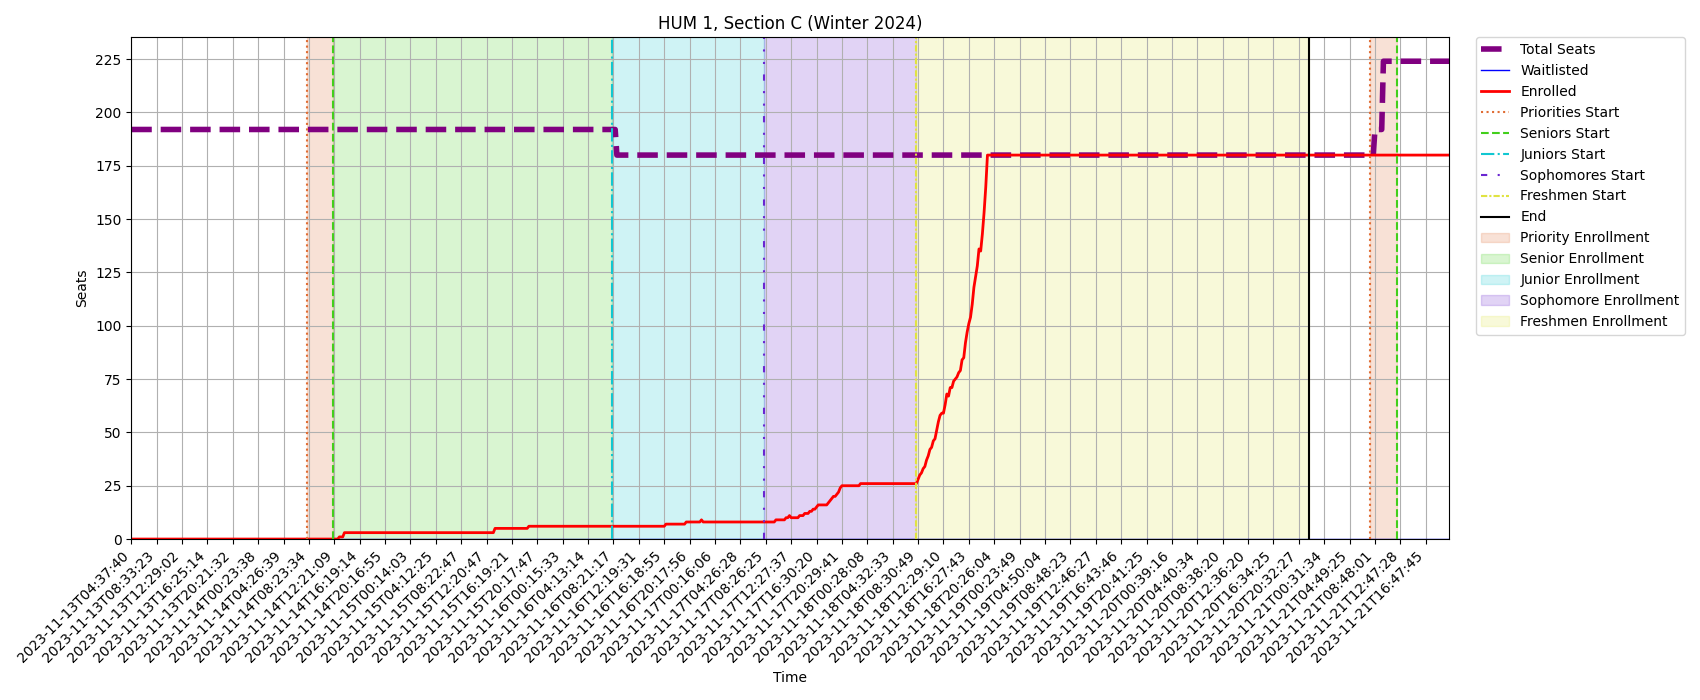 HUM 1, Section C (Winter 2024)
Seats
225
200
175
150
125
100
75
50
25
0
2023-11-13T04:37:40
2023-11-13T08:33:23
2023-11-13T12:29:02
2023-11-13T16:25:14
2023-11-13T20:21:32
2023-11-14T00:23:38
2023-11-14T04:26:39
2023-11-14T08:23:34
2023-11-14T12:21:09
2023-11-14T16:19:14
2023-11-14T20:16:55
2023-11-15T00:14:03
2023-11-15T04:12:25
2023-11-15T08:22:47
2023-11-15T12:20:47
2023-11-15T16:19:21
2023-11-15T20:17:47
2023-11-16T00:15:33
2023-11-16T04:13:14
2023-11-16T08:21:17
2023-11-16T12:19:31
2023-11-16T16:18:55
2023-11-16T20:17:56
2023-11-17T00:16:06
2023-11-17T04:26:28
2023-11-17T08:26:25
2023-11-17T12:27:37
2023-11-17T16:30:20
2023-11-17T20:29:41
2023-11-18T00:28:08
2023-11-18T04:32:33
2023-11-18T08:30:49
2023-11-18T12:29:10
2023-11-18T16:27:43
2023-11-18T20:26:04
2023-11-19T00:23:49
2023-11-19T04:50:04
2023-11-19T08:48:23
2023-11-19T12:46:27
2023-11-19T16:43:46
2023-11-19T20:41:25
2023-11-20T00:39:16
2023-11-20T04:40:34
2023-11-20T08:38:20
2023-11-20T12:36:20
2023-11-20T16:34:25
2023-11-20T20:32:27
2023-11-21T00:31:34
2023-11-21T04:49:25
2023-11-21T08:48:01
2023-11-21T12:47:28
2023-11-21T16:47:45
Time
Total Seats
Waitlisted
Enrolled
Priorities Start
Seniors Start
Juniors Start
Sophomores Start
Freshmen Start
End
Priority Enrollment
Senior Enrollment
Junior Enrollment
Sophomore Enrollment
Freshmen Enrollment